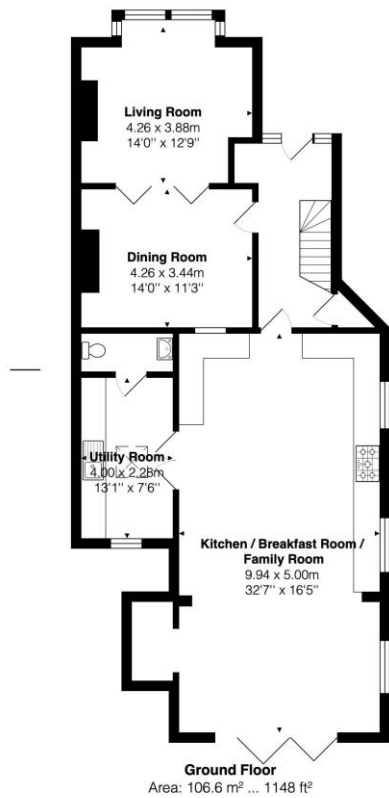 Living Room
4.26 x 3.88m
14'0'' x 12'9''
Dining Room
4.26 x 3.44m
14'0'' x 11'3''
Utility Room
4.00 x 2.28m
13'1'' x 7'6''
Kitchen / Breakfast Room /
Family Room
9.94 x 5.00m
32'7'' x 16'5''
Ground Floor
Area: 106.6 m² ... 1148 ft²